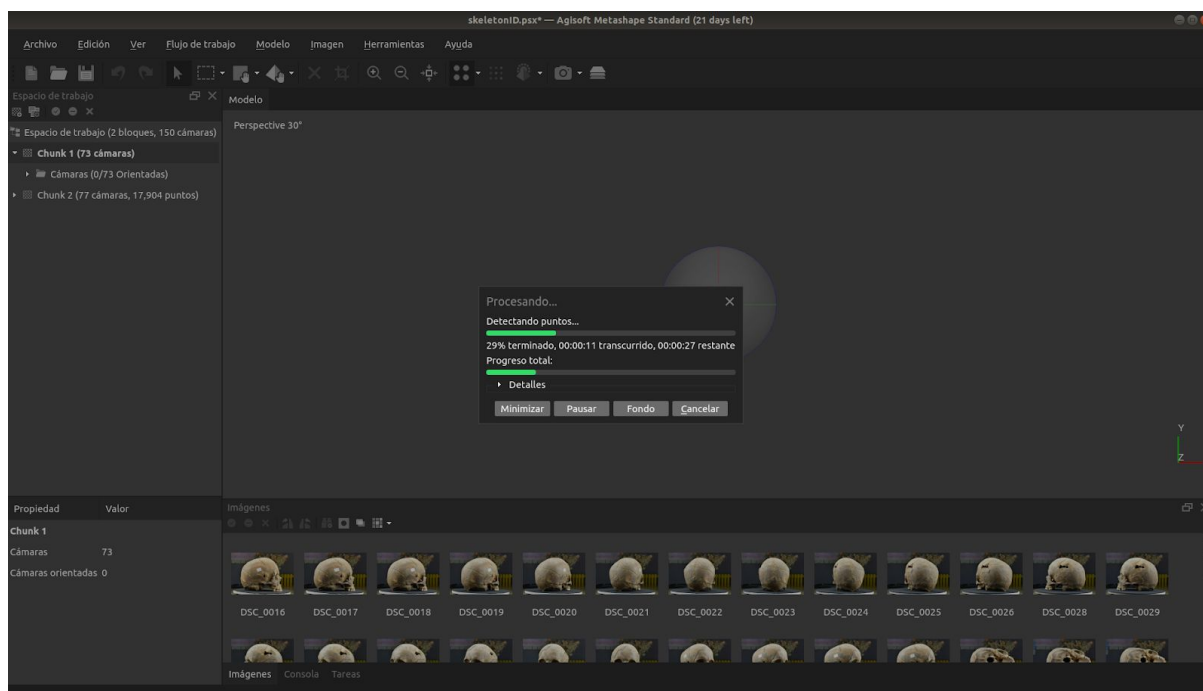 skeletonID.psx* — Agisoft Metashape Standard (21 days left)
Archivo Edición Ver Flujo de trabajo Modelo Imagen Herramientas Ayuda
Espacio de trabajo
Modelo
Espacio de trabajo (2 bloques, 150 cámaras)
Chunk 1 (73 cámaras)
Cámaras (0/73 Orientadas)
Chunk 2 (77 cámaras, 17,904 puntos)
Perspective 30°
Procesando...
Detectando puntos...
29% terminado, 00:00:11 transcurrido, 00:00:27 restante
Progreso total:
Detalles
Minimizar Pausar Fondo Cancelar
Y
Z
Propiedad Valor
Chunk 1
Cámaras 73
Cámaras orientadas 0
Imágenes
DSC_0016 DSC_0017 DSC_0018 DSC_0019 DSC_0020 DSC_0021 DSC_0022 DSC_0023 DSC_0024 DSC_0025 DSC_0026 DSC_0028 DSC_0029
Imágenes Consola Tareas